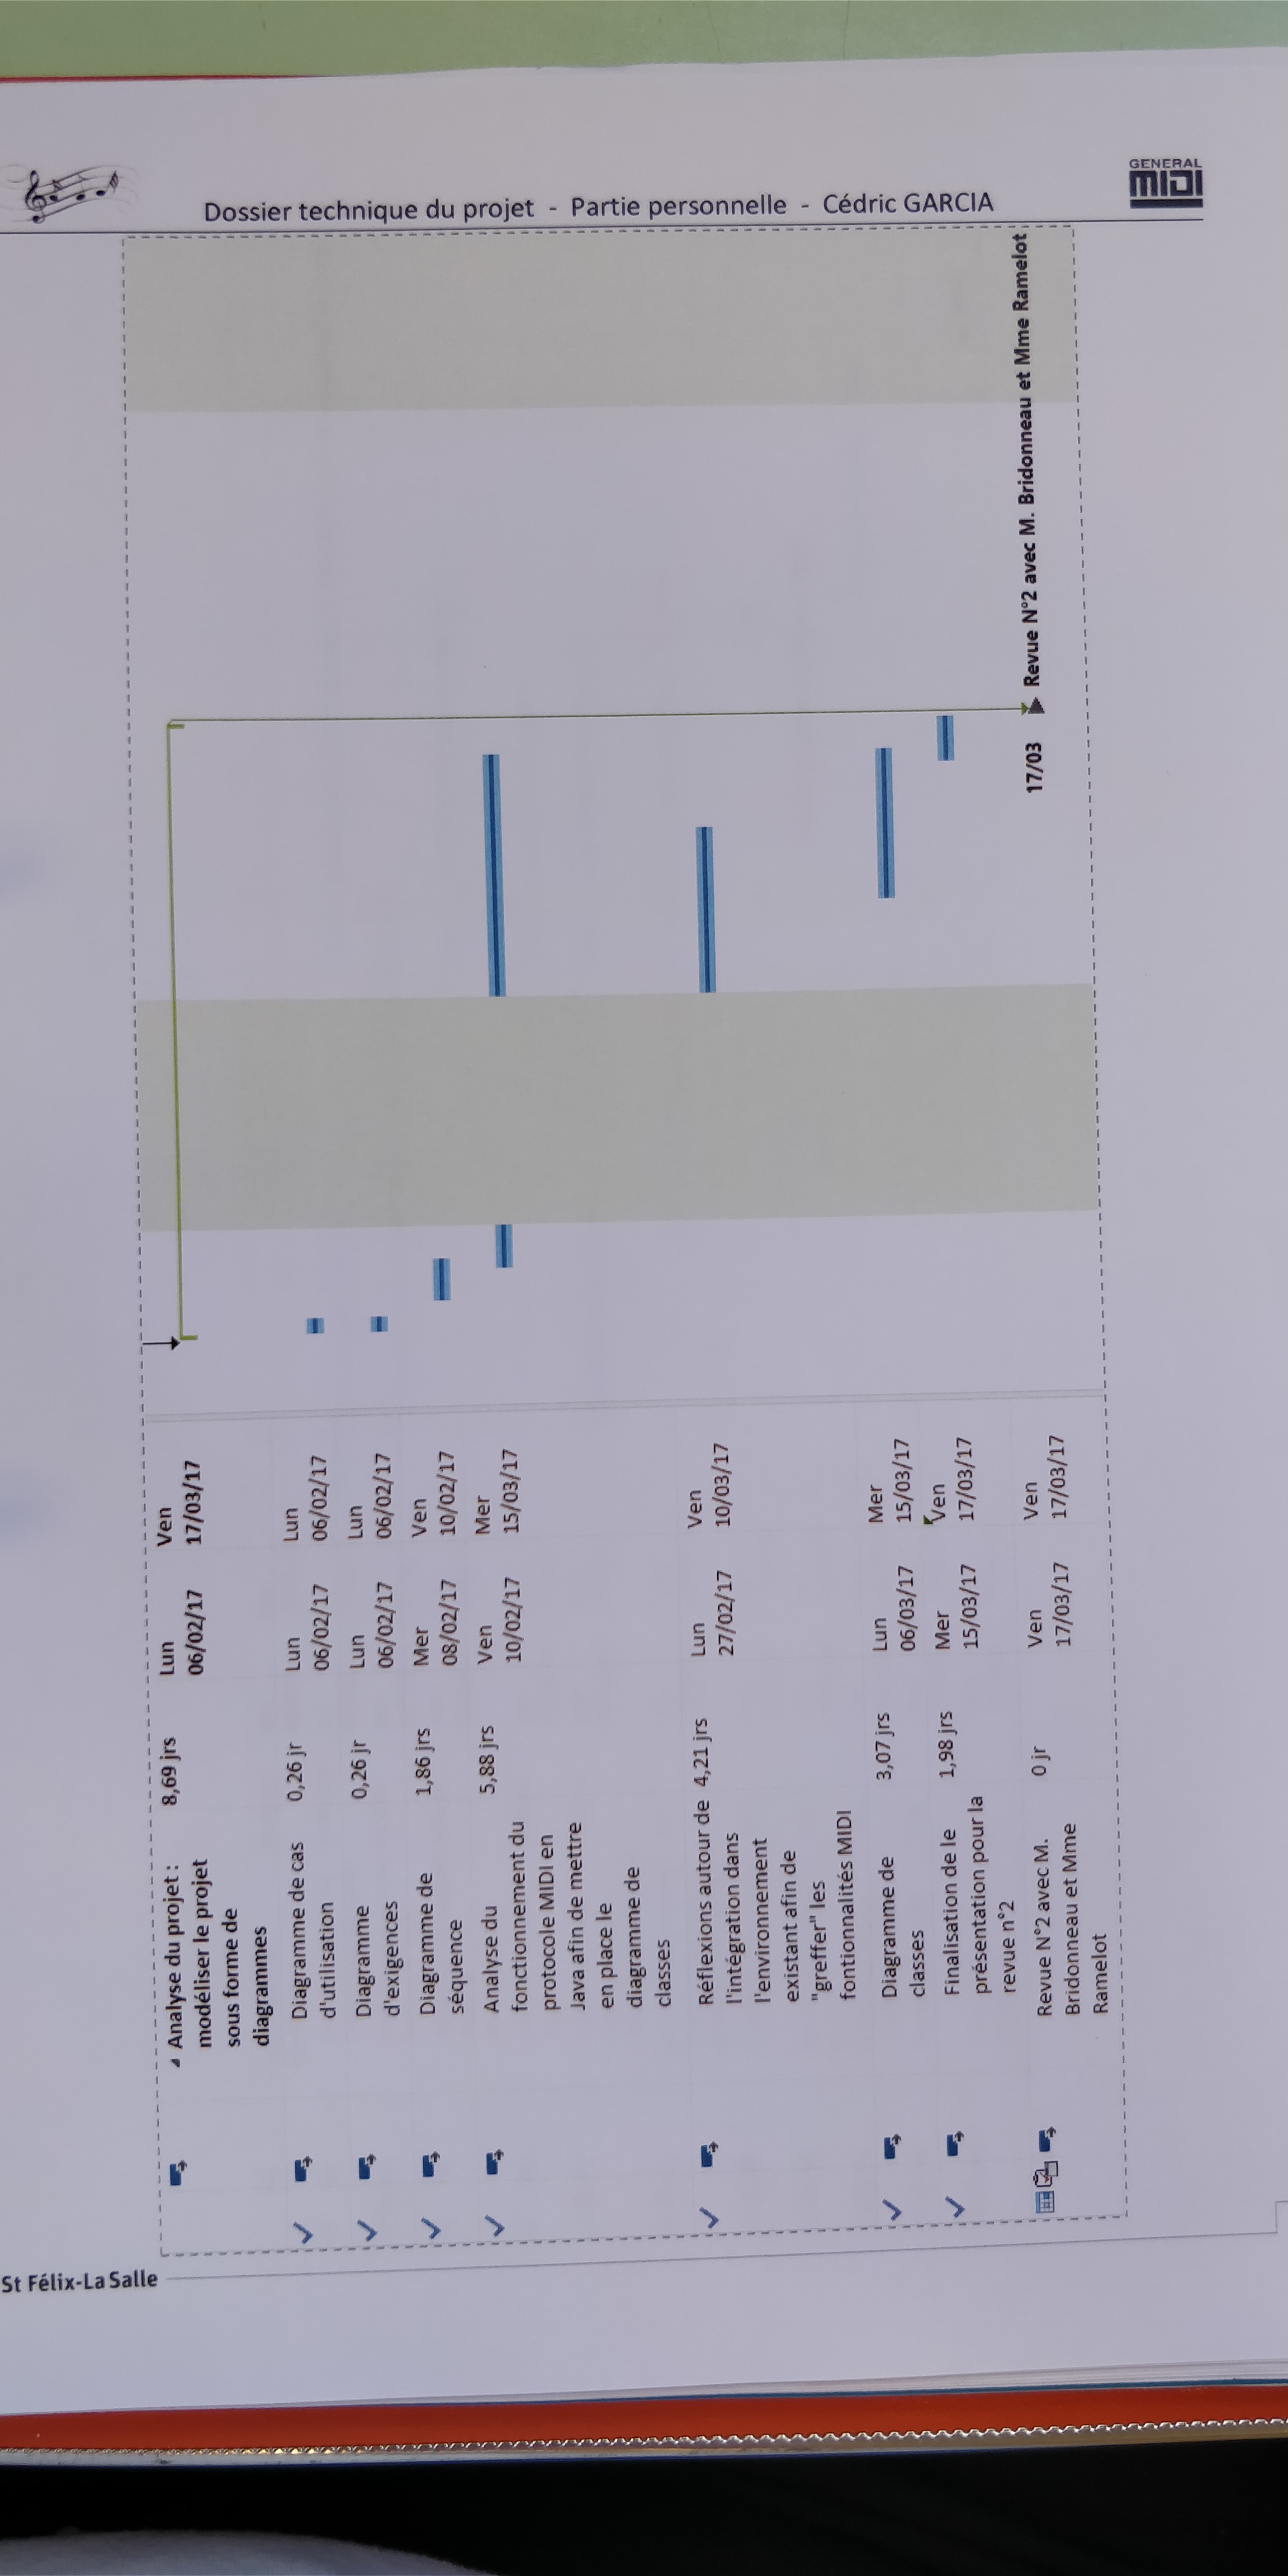 Dossier technique du projet - Partie personnelle - Cédric GARCIA
GENERAL
MIDI
Analyse du projet :
modéliser le projet
sous forme de
diagrammes
8,69 jrs
Lun
06/02/17
Ven
17/03/17
Diagramme de cas
d'utilisation
0,26 jr
Lun
06/02/17
Lun
06/02/17
Diagramme
d'exigences
0,26 jr
Lun
06/02/17
Lun
06/02/17
Diagramme de
séquence
1,86 jrs
Mer
08/02/17
Ven
10/02/17
Analyse du
fonctionnement du
protocole MIDI en
Java afin de mettre
en place le
diagramme de
classes
5,88 jrs
Ven
10/02/17
Mer
15/03/17
Réflexions autour de
l'intégration dans
l'environnement
existant afin de
"greffer" les
fontionnalités MIDI
4,21 jrs
Lun
27/02/17
Ven
10/03/17
Diagramme de
classes
3,07 jrs
Lun
06/03/17
Mer
15/03/17
Finalisation de le
présentation pour la
revue n°2
1,98 jrs
Mer
15/03/17
Ven
17/03/17
Revue N°2 avec M.
Bridonneau et Mme
Ramelot
0 jr
Ven
17/03/17
Ven
17/03/17
17/03
Revue N°2 avec M. Bridonneau et Mme Ramelot
St Félix-La Salle